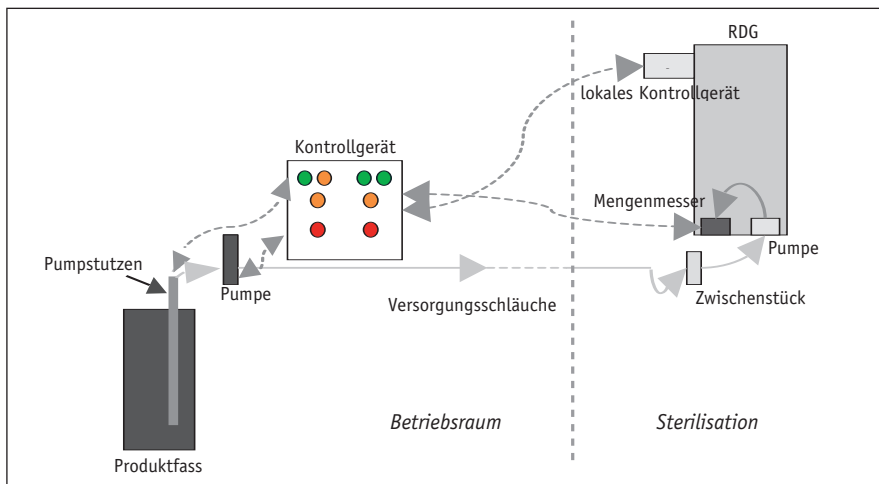 RDG
lokales Kontrollgerät
Kontrollgerät
Mengenmesser
Pumpe
Pumpstutzen
Pumpe
Zwischenstück
Versorgungsschläuche
Betriebsraum
Sterilisation
Produktfass